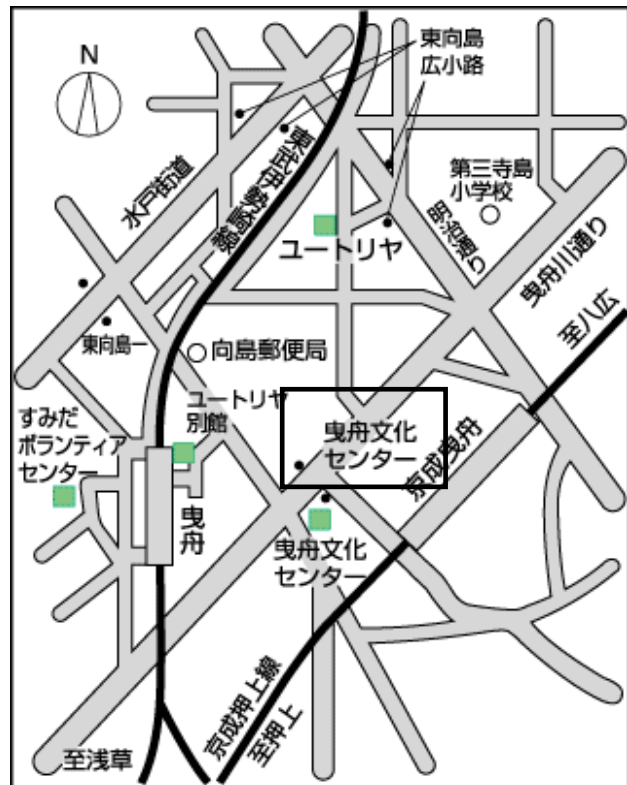 N
東向島
広小路
東武伊勢崎線
水戸街道
第三寺島
小学校
明治通り
ユートリヤ
曳舟川通り
至八広
東向島一
向島郵便局
ユートリヤ
別館
すみだ
ボランティア
センター
曳舟文化
センター
京成曳舟
曳舟
曳舟文化
センター
京成押上線
至押上
至浅草